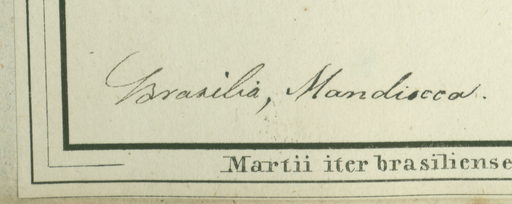 Brasilia, Mandiocca.
Martii iter brasiliense